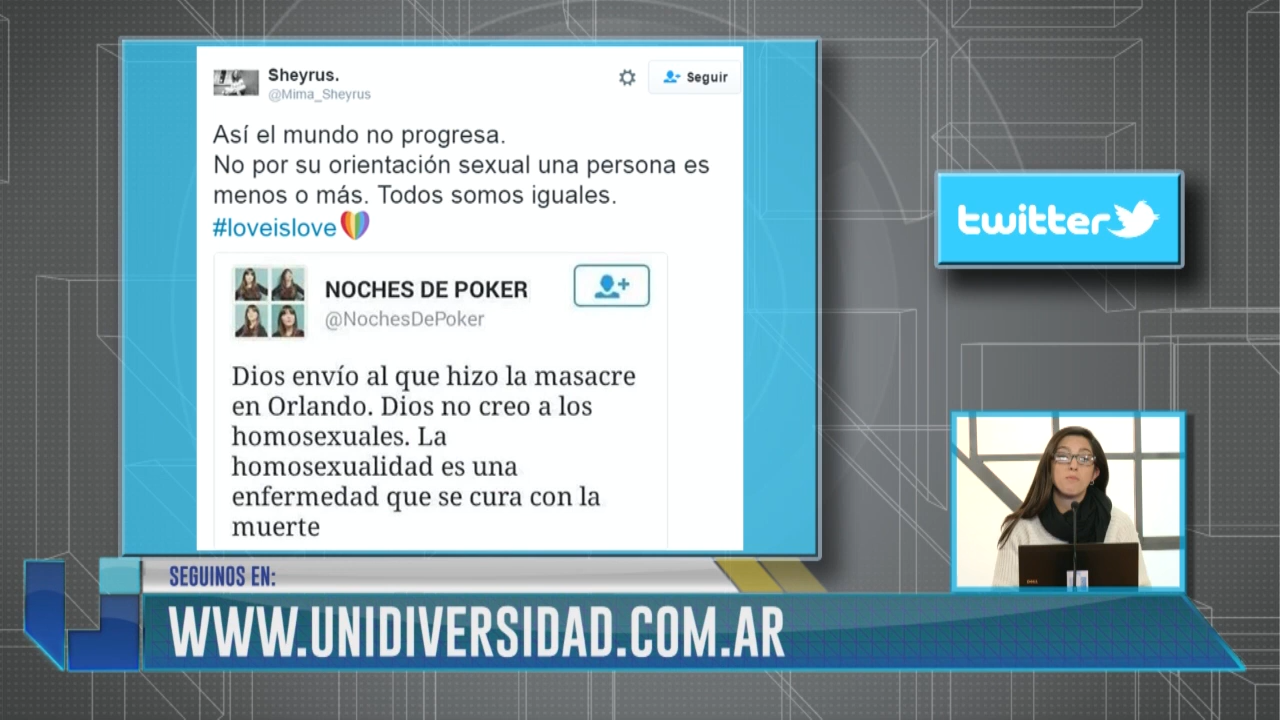 Sheyrus.
@Mima_Sheyrus
Seguir
Así el mundo no progresa.
No por su orientación sexual una persona es
menos o más. Todos somos iguales.
#loveislove
NOCHES DE POKER
@NochesDePoker
Dios envío al que hizo la masacre
en Orlando. Dios no creo a los
homosexuales. La
homosexualidad es una
enfermedad que se cura con la
muerte
twitter
SEGUINOS EN:
WWW.UNIDIVERSIDAD.COM.AR